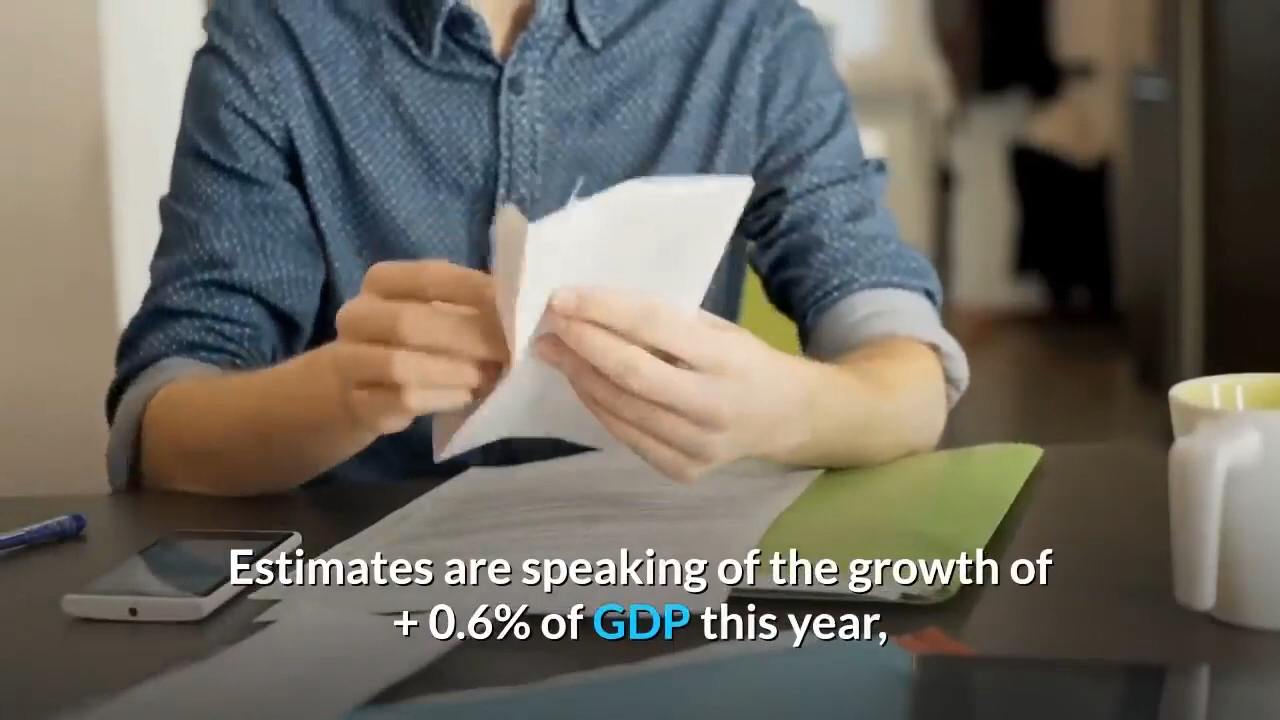 Estimates are speaking of the growth of
+ 0.6% of GDP this year,